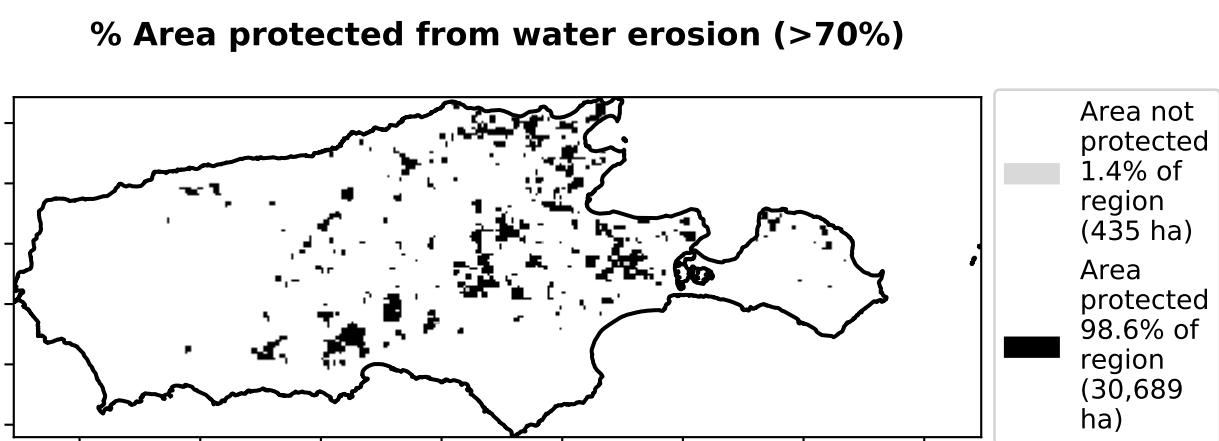 % Area protected from water erosion (>70%)
Area not
protected
1.4% of
region
(435 ha)
Area
protected
98.6% of
region
(30,689
ha)